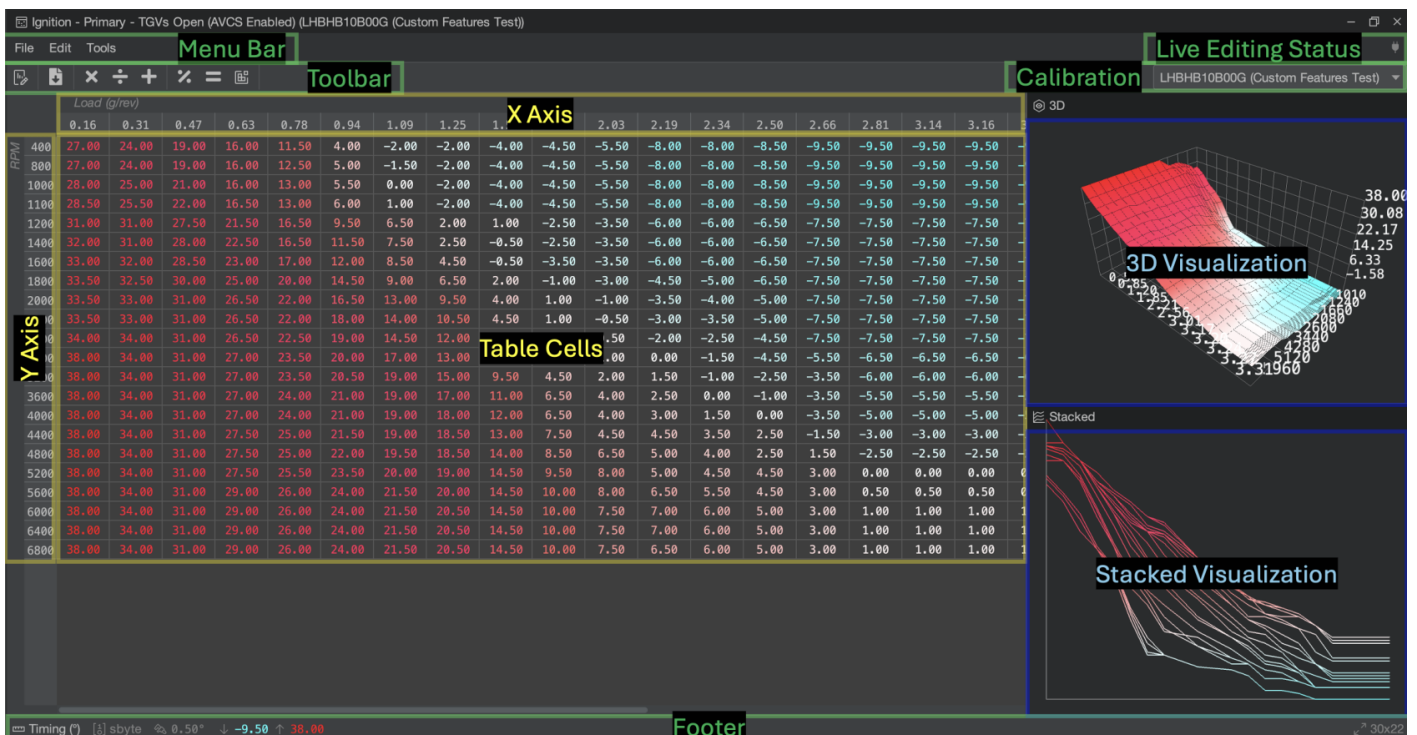 Ignition - Primary - TGVs Open (AVCS Enabled) (LHBHB10B00G (Custom Features Test))
File Edit Tools Menu Bar Live Editing Status
Toolbar Calibration LHBHB10B00G (Custom Features Test)
Load (g/rev) 3D
X Axis
0.16 0.31 0.47 0.63 0.78 0.94 1.09 1.25 2.03 2.19 2.34 2.50 2.66 2.81 3.14 3.16
RPM
400 27.00 24.00 19.00 16.00 11.50 4.00 −2.00 −2.00 −4.00 −4.50 −5.50 −8.00 −8.00 −8.50 −9.50 −9.50 −9.50 −9.50
800 27.00 24.00 19.00 16.00 12.50 5.00 −1.50 −2.00 −4.00 −4.50 −5.50 −8.00 −8.00 −8.50 −9.50 −9.50 −9.50 −9.50
1000 28.00 25.00 21.00 16.00 13.00 5.50 0.00 −2.00 −4.00 −4.50 −5.50 −8.00 −8.00 −8.50 −9.50 −9.50 −9.50 −9.50
1100 28.50 25.50 22.00 16.50 13.00 6.00 1.00 −2.00 −4.00 −4.50 −5.50 −8.00 −8.00 −8.50 −9.50 −9.50 −9.50 −9.50
1200 31.00 31.00 27.50 21.50 16.50 9.50 6.50 2.00 1.00 −2.50 −3.50 −6.00 −6.00 −6.50 −7.50 −7.50 −7.50 −7.50
1400 32.00 31.00 28.00 22.50 16.50 11.50 7.50 2.50 −0.50 −2.50 −3.50 −6.00 −6.00 −6.50 −7.50 −7.50 −7.50 −7.50
1600 33.00 32.00 28.50 23.00 17.00 12.00 8.50 4.50 −0.50 −3.50 −3.50 −6.00 −6.00 −6.50 −7.50 −7.50 −7.50 −7.50
1800 33.50 32.50 30.00 25.00 20.00 14.50 9.00 6.50 2.00 −1.00 −3.00 −4.50 −5.00 −6.50 −7.50 −7.50 −7.50 −7.50
2000 33.50 33.00 31.00 26.50 22.00 16.50 13.00 9.50 4.00 1.00 −1.00 −3.50 −4.00 −5.00 −7.50 −7.50 −7.50 −7.50
33.50 33.00 31.00 26.50 22.00 18.00 14.00 10.50 4.50 1.00 −0.50 −3.00 −3.50 −5.00 −7.50 −7.50 −7.50 −7.50
34.00 34.00 31.00 26.50 22.50 19.00 14.50 12.00 −2.00 −2.50 −4.50 −7.50 −7.50 −7.50 −7.50
38.00 34.00 31.00 27.00 23.50 20.00 17.00 13.00 0.00 −1.50 −4.50 −5.50 −6.50 −6.50 −6.50
38.00 34.00 31.00 27.00 23.50 20.50 19.00 15.00 9.50 4.50 2.00 1.50 −1.00 −2.50 −3.50 −6.00 −6.00 −6.00
3600 38.00 34.00 31.00 27.00 24.00 21.00 19.00 17.00 11.00 6.50 4.00 2.50 0.00 −1.00 −3.50 −5.50 −5.50 −5.50
4000 38.00 34.00 31.00 27.00 24.00 21.00 19.00 18.00 12.00 6.50 4.00 3.00 1.50 0.00 −3.50 −5.00 −5.00 −5.00
4400 38.00 34.00 31.00 27.50 25.00 21.50 19.00 18.50 13.00 7.50 4.50 4.50 3.50 2.50 −1.50 −3.00 −3.00 −3.00
4800 38.00 34.00 31.00 27.50 25.00 22.00 19.50 18.50 14.00 8.50 6.50 5.00 4.00 2.50 1.50 −2.50 −2.50 −2.50
5200 38.00 34.00 31.00 27.50 25.50 23.50 20.00 19.00 14.50 9.50 8.00 5.00 4.50 4.50 3.00 0.00 0.00 0.00
5600 38.00 34.00 31.00 29.00 26.00 24.00 21.50 20.00 14.50 10.00 8.00 6.50 5.50 4.50 3.00 0.50 0.50 0.50
6000 38.00 34.00 31.00 29.00 26.00 24.00 21.50 20.50 14.50 10.00 7.50 7.00 6.00 5.00 3.00 1.00 1.00 1.00
6400 38.00 34.00 31.00 29.00 26.00 24.00 21.50 20.50 14.50 10.00 7.50 7.00 6.00 5.00 3.00 1.00 1.00 1.00
6800 38.00 34.00 31.00 29.00 26.00 24.00 21.50 20.50 14.50 10.00 7.50 6.50 6.00 5.00 3.00 1.00 1.00 1.00
Y Axis
Table Cells
38.00
30.08
22.17
14.25
6.33
−1.58
3D Visualization
Stacked
Stacked Visualization
Timing (°) sbyte 0.50° ↓ −9.50 ↑ 38.00 Footer 30x22